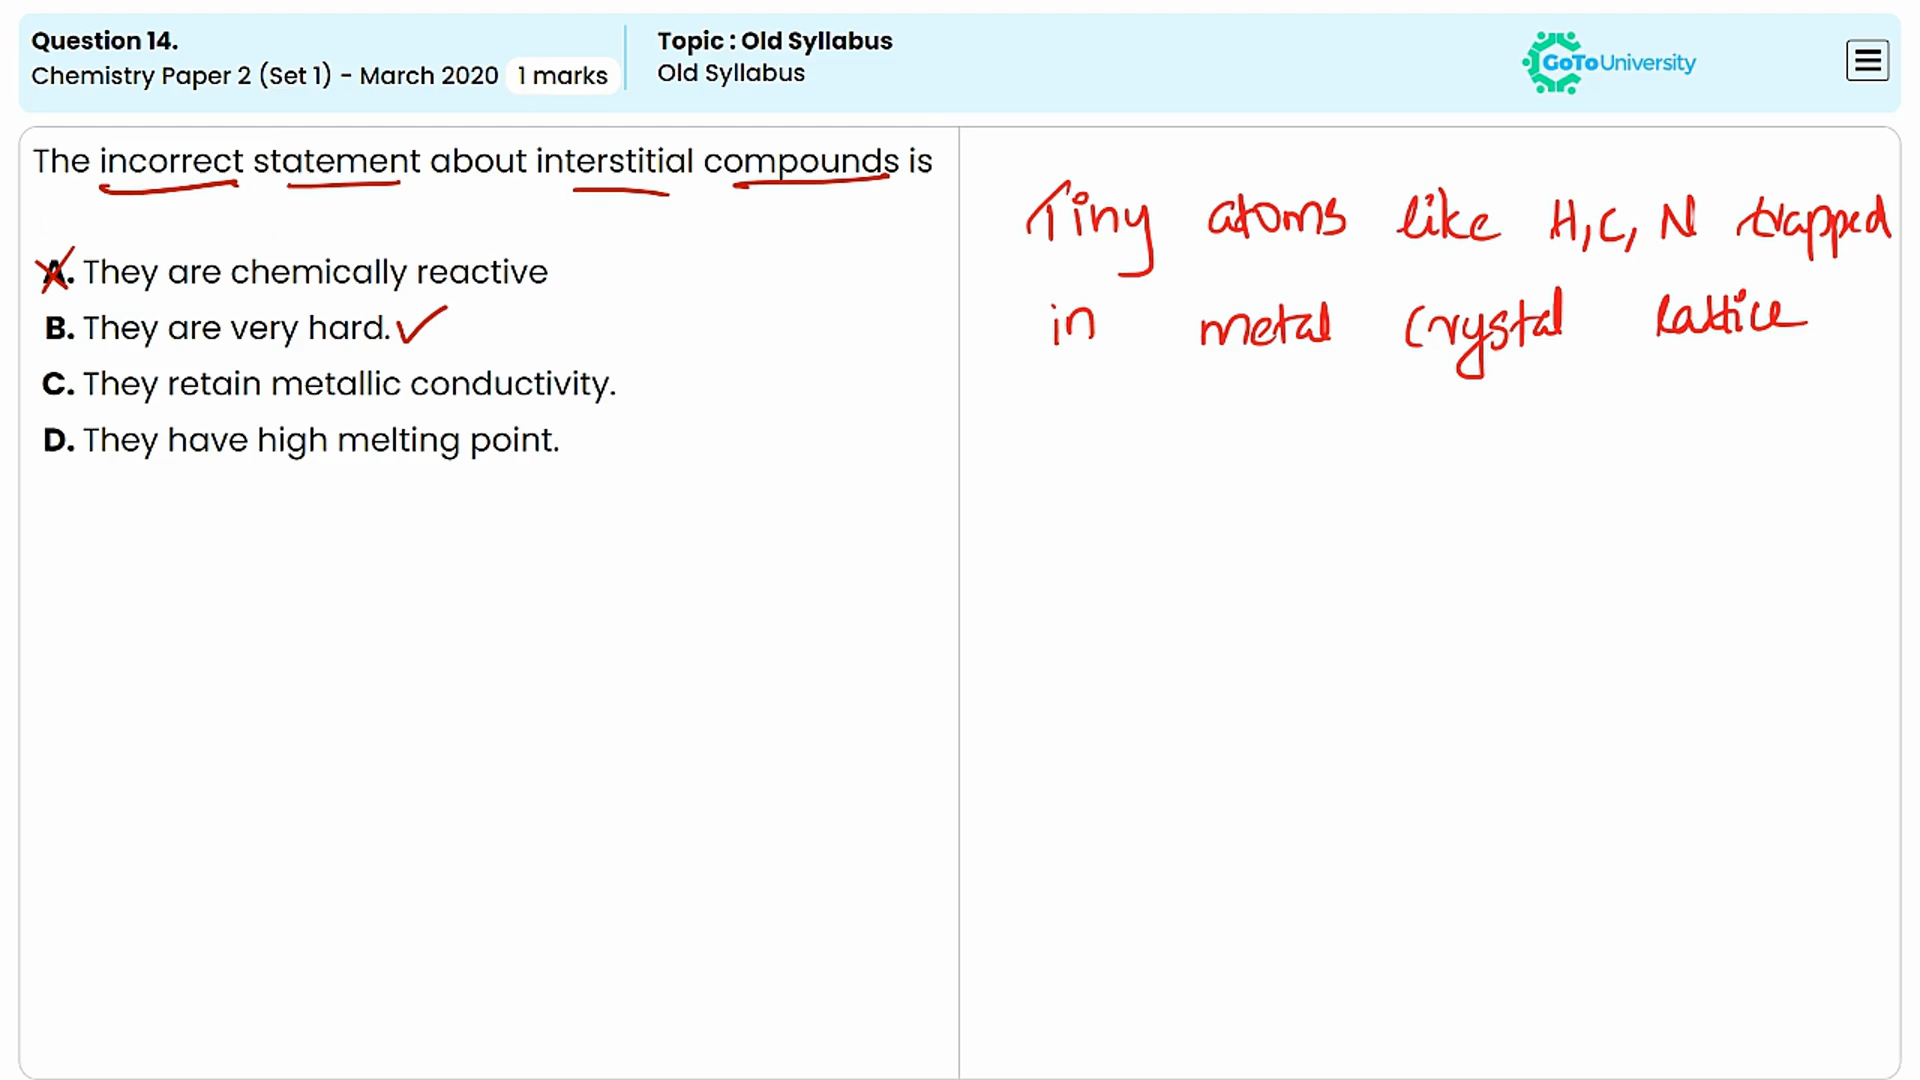 Question 14.
Chemistry Paper 2 (Set 1) - March 2020 1 marks
Topic : Old Syllabus
Old Syllabus
GoToUniversity
The incorrect statement about interstitial compounds is
A. They are chemically reactive
B. They are very hard.
C. They retain metallic conductivity.
D. They have high melting point.
Tiny atoms like H, C, N trapped
in metal crystal lattice